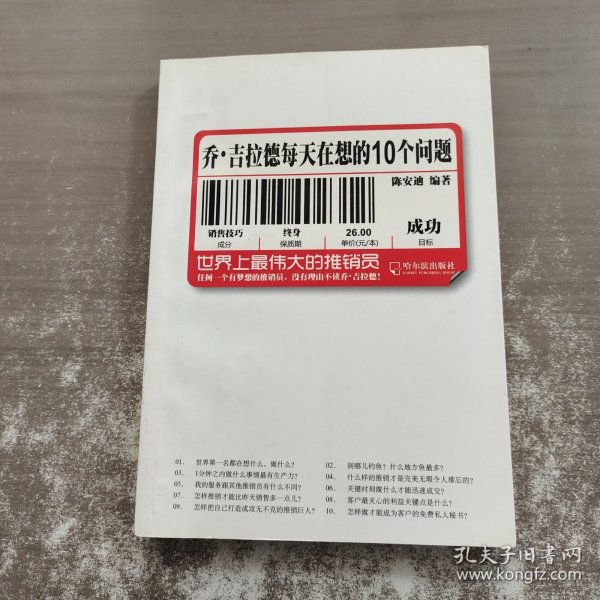 乔·吉拉德每天在想的10个问题
陈安迪 编著
销售技巧 终身 26.00 成功
成分 保质期 单价(元/本) 目标
世界上最伟大的推销员
哈尔滨出版社
HARBIN PUBLISHING HOUSE
任何一个有梦想的推销员，没有理由不读乔·吉拉德！
01. 世界第一名都在想什么、做什么？
02. 到哪儿钓鱼？什么地方鱼最多？
03. 1分钟之内做什么事情最有生产力？
04. 什么样的推销才是完美无瑕令人难忘的？
05. 我的服务跟其他推销员有什么不同？
06. 关键时刻做什么才能迅速成交？
07. 怎样推销才能比昨天销售多一点儿？
08. 客户最关心的利益关键点是什么？
09. 怎样把自己打造成攻无不克的推销巨人？
10. 怎样做才能成为客户的免费私人秘书？
孔夫子旧书网
www.kongfz.com